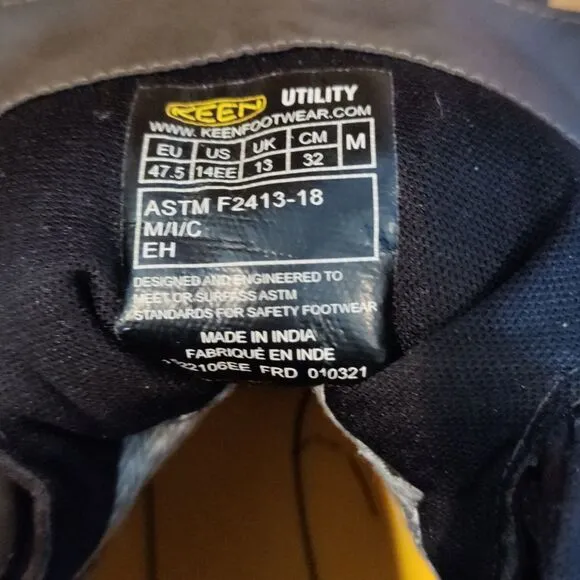 KEEN UTILITY
WWW.KEENFOOTWEAR.COM
EU US UK CM M
47.5 14EE 13 32
ASTM F2413-18
M/I/C
EH
DESIGNED AND ENGINEERED TO
MEET OR SURPASS ASTM
STANDARDS FOR SAFETY FOOTWEAR
MADE IN INDIA
FABRIQUÉ EN INDE
FRD 010321